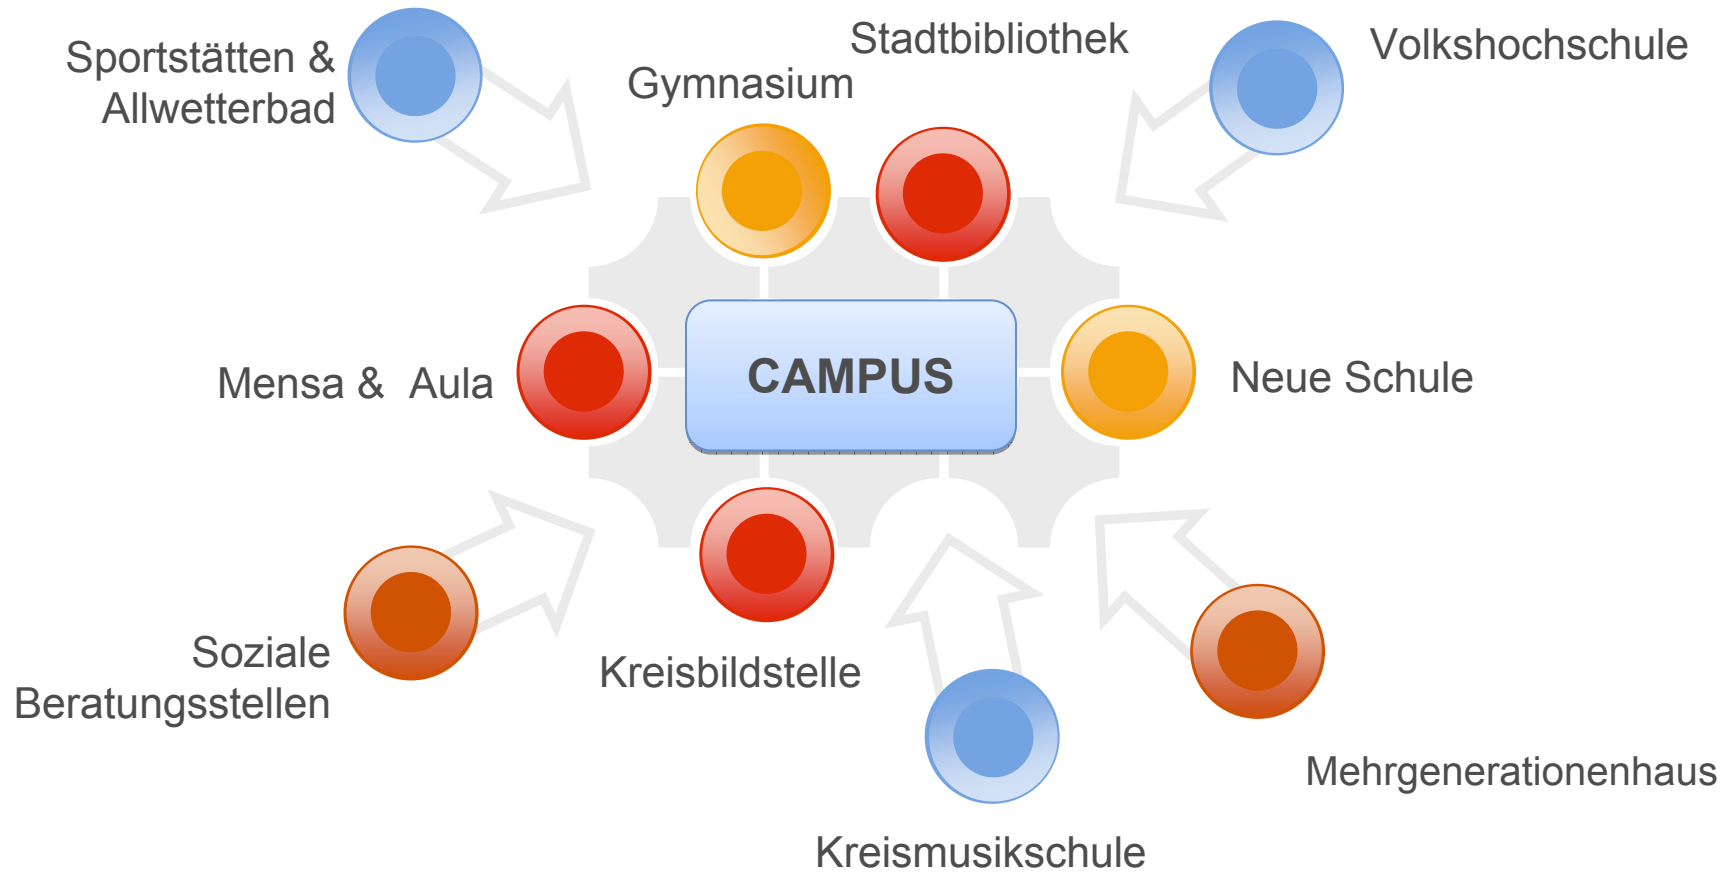 Sportstätten &
Allwetterbad
Gymnasium
Stadtbibliothek
Volkshochschule
Mensa & Aula
CAMPUS
Neue Schule
Soziale
Beratungsstellen
Kreisbildstelle
Kreismusikschule
Mehrgenerationenhaus